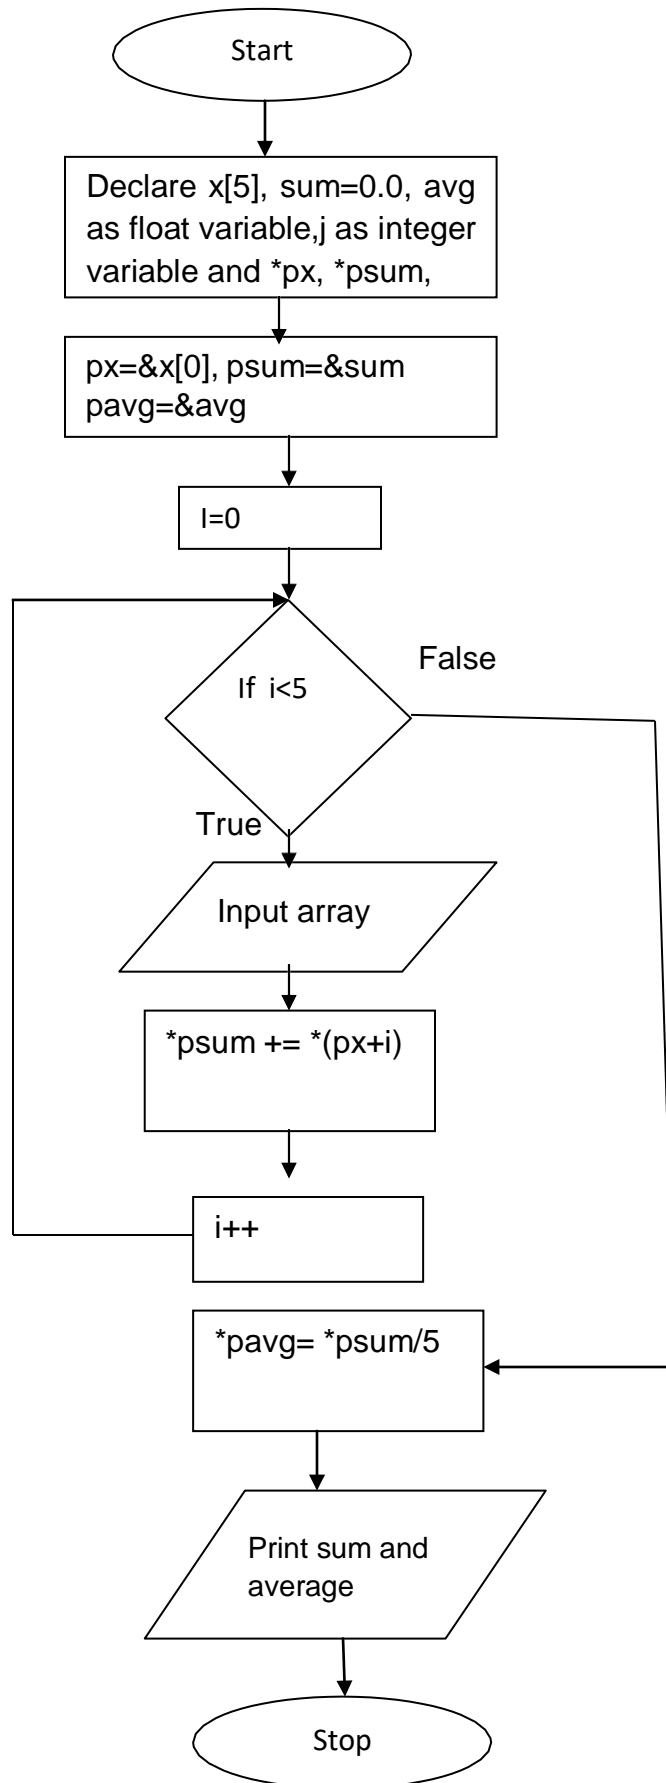 Start
Declare x[5], sum=0.0, avg
as float variable,j as integer
variable and *px, *psum,
px=&x[0], psum=&sum
pavg=&avg
I=0
If i<5
False
True
Input array
*psum += *(px+i)
i++
*pavg= *psum/5
Print sum and
average
Stop